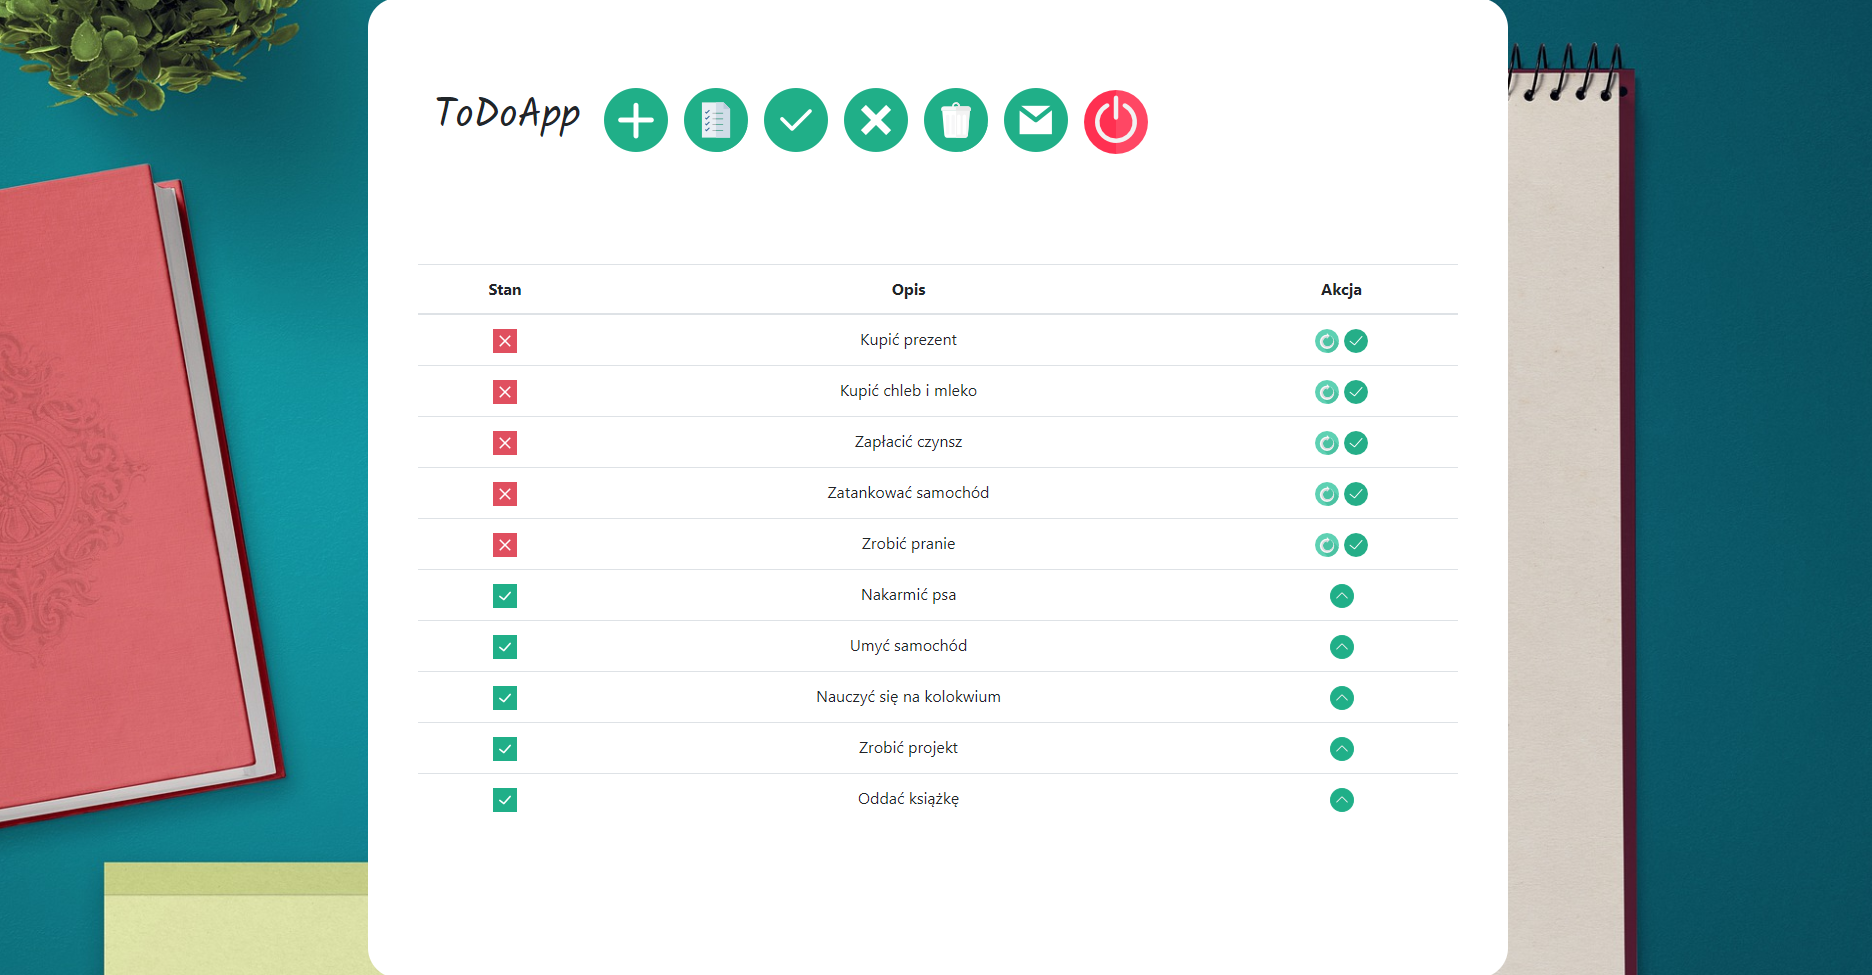 ToDoApp
Stan Opis Akcja
Kupić prezent
Kupić chleb i mleko
Zapłacić czynsz
Zatankować samochód
Zrobić pranie
Nakarmić psa
Umyć samochód
Nauczyć się na kolokwium
Zrobić projekt
Oddać książkę